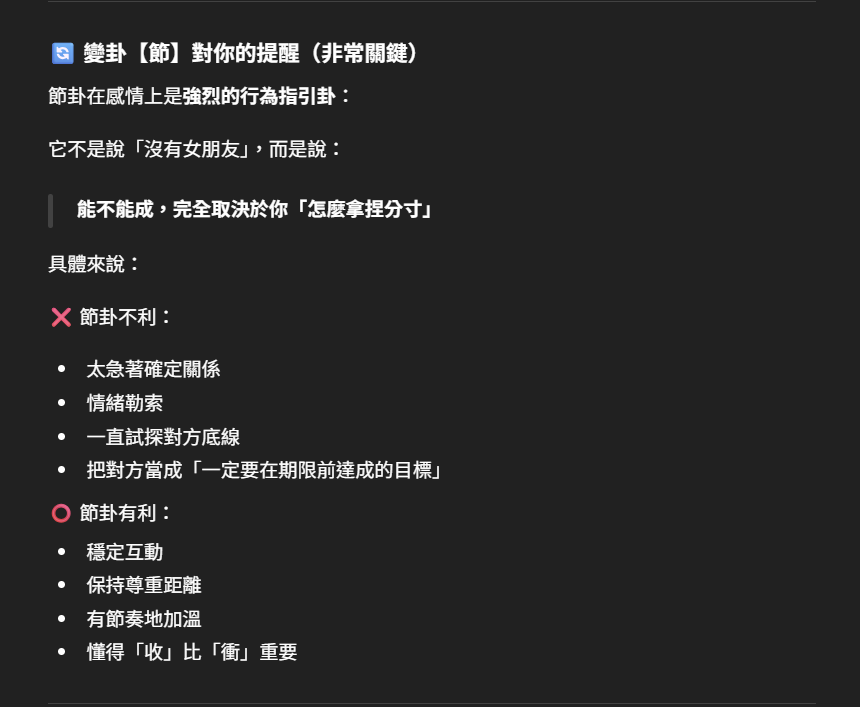 變卦【節】對你的提醒（非常關鍵）
節卦在感情上是強烈的行為指引卦：
它不是說「沒有女朋友」，而是說：
能不能成，完全取決於你「怎麼拿捏分寸」
具體來說：
❌ 節卦不利：
• 太急著確定關係
• 情緒勒索
• 一直試探對方底線
• 把對方當成「一定要在期限前達成的目標」
⭕ 節卦有利：
• 穩定互動
• 保持尊重距離
• 有節奏地加溫
• 懂得「收」比「衝」重要